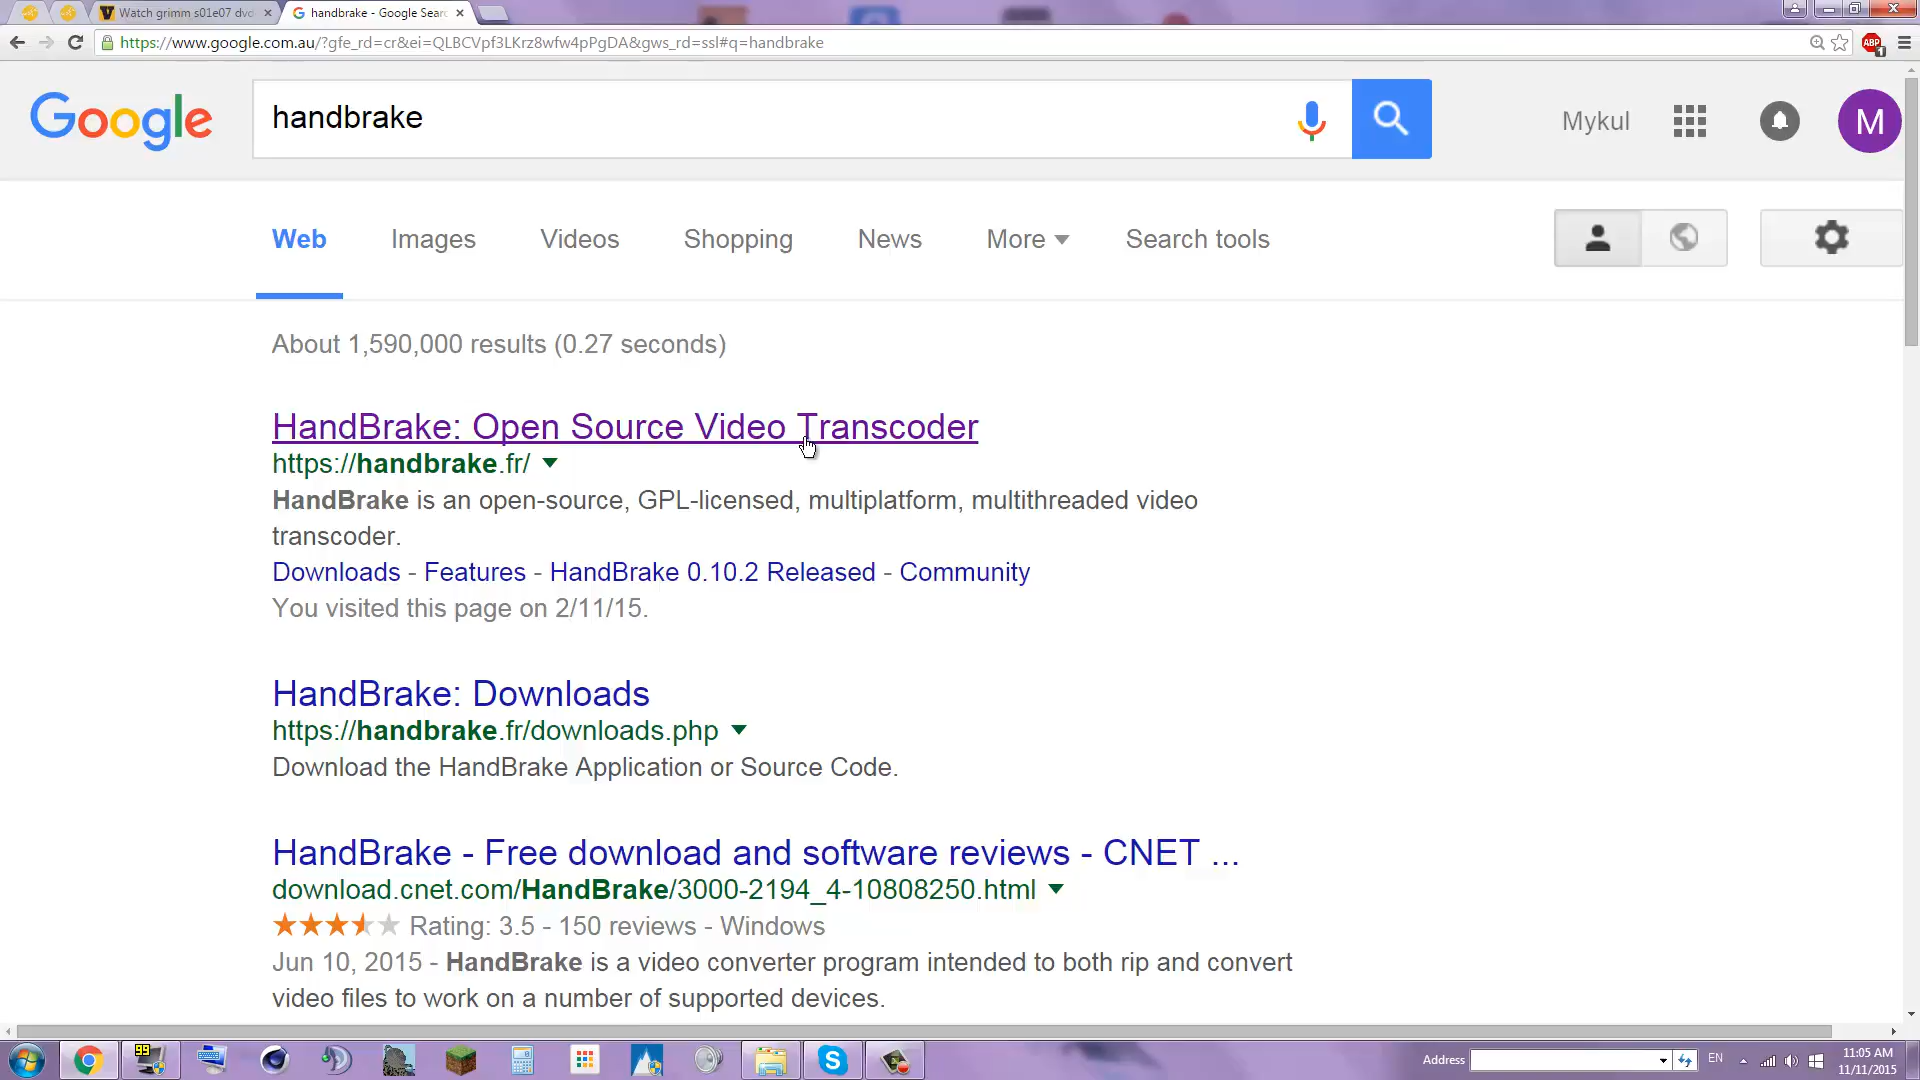 Watch grimm s01e07 dvd
handbrake - Google Sear
https://www.google.com.au/?gfe_rd=cr&ei=QLBCVpf3LKrz8wfw4pPgDA&gws_rd=ssl#q=handbrake
ABP
1
Google
handbrake
Mykul
M
Web
Images
Videos
Shopping
News
More
Search tools
About 1,590,000 results (0.27 seconds)
HandBrake: Open Source Video Transcoder
https://handbrake.fr/
HandBrake is an open-source, GPL-licensed, multiplatform, multithreaded video
transcoder.
Downloads - Features - HandBrake 0.10.2 Released - Community
You visited this page on 2/11/15.
HandBrake: Downloads
https://handbrake.fr/downloads.php
Download the HandBrake Application or Source Code.
HandBrake - Free download and software reviews - CNET ...
download.cnet.com/HandBrake/3000-2194_4-10808250.html
Rating: 3.5 - 150 reviews - Windows
Jun 10, 2015 - HandBrake is a video converter program intended to both rip and convert
video files to work on a number of supported devices.
99
Address
EN
11:05 AM
11/11/2015